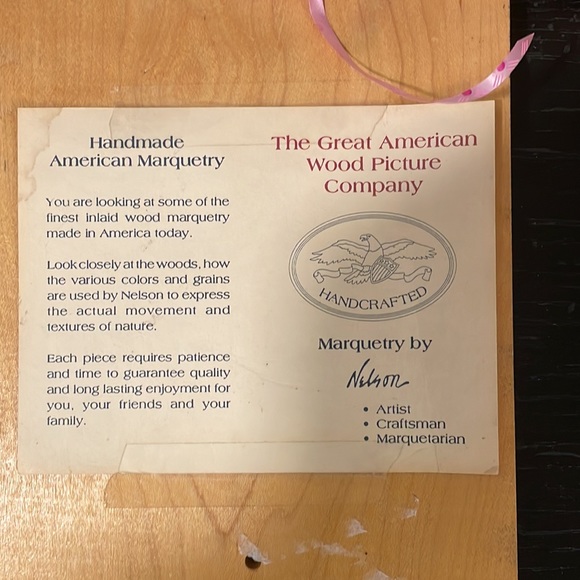 Handmade
American Marquetry
You are looking at some of the
finest inlaid wood marquetry
made in America today.
Look closely at the woods, how
the various colors and grains
are used by Nelson to express
the actual movement and
textures of nature.
Each piece requires patience
and time to guarantee quality
and long lasting enjoyment for
you, your friends and your
family.
The Great American
Wood Picture
Company
HANDCRAFTED
Marquetry by
Nelson
• Artist
• Craftsman
• Marquetarian